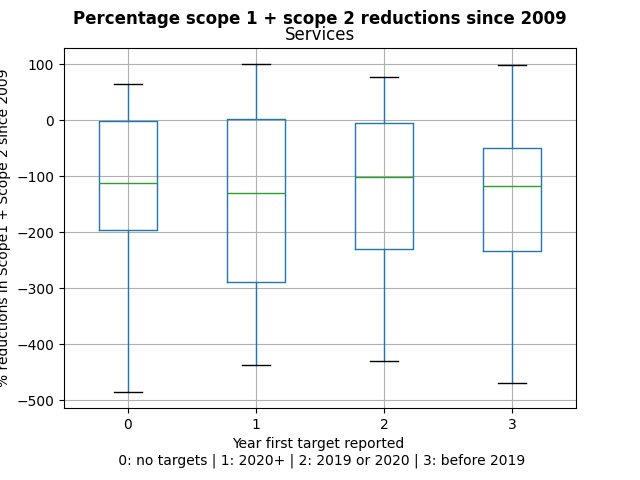 Percentage scope 1 + scope 2 reductions since 2009
Services
% reductions in Scope1 + Scope 2 since 2009
100
0
−100
−200
−300
−400
−500
0 1 2 3
Year first target reported
0: no targets | 1: 2020+ | 2: 2019 or 2020 | 3: before 2019